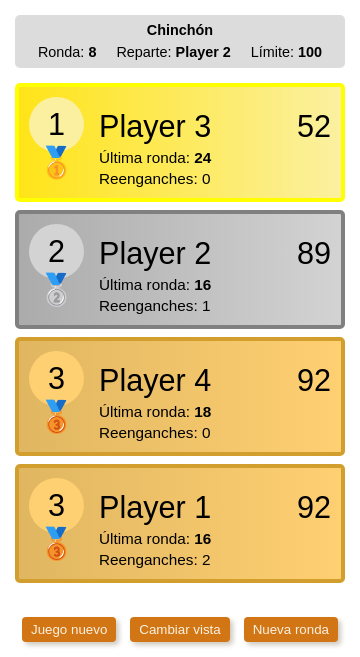 Chinchón
Ronda: 8 Reparte: Player 2 Límite: 100
1 Player 3 52
Última ronda: 24
Reenganches: 0
2 Player 2 89
Última ronda: 16
Reenganches: 1
3 Player 4 92
Última ronda: 18
Reenganches: 0
3 Player 1 92
Última ronda: 16
Reenganches: 2
Juego nuevo Cambiar vista Nueva ronda